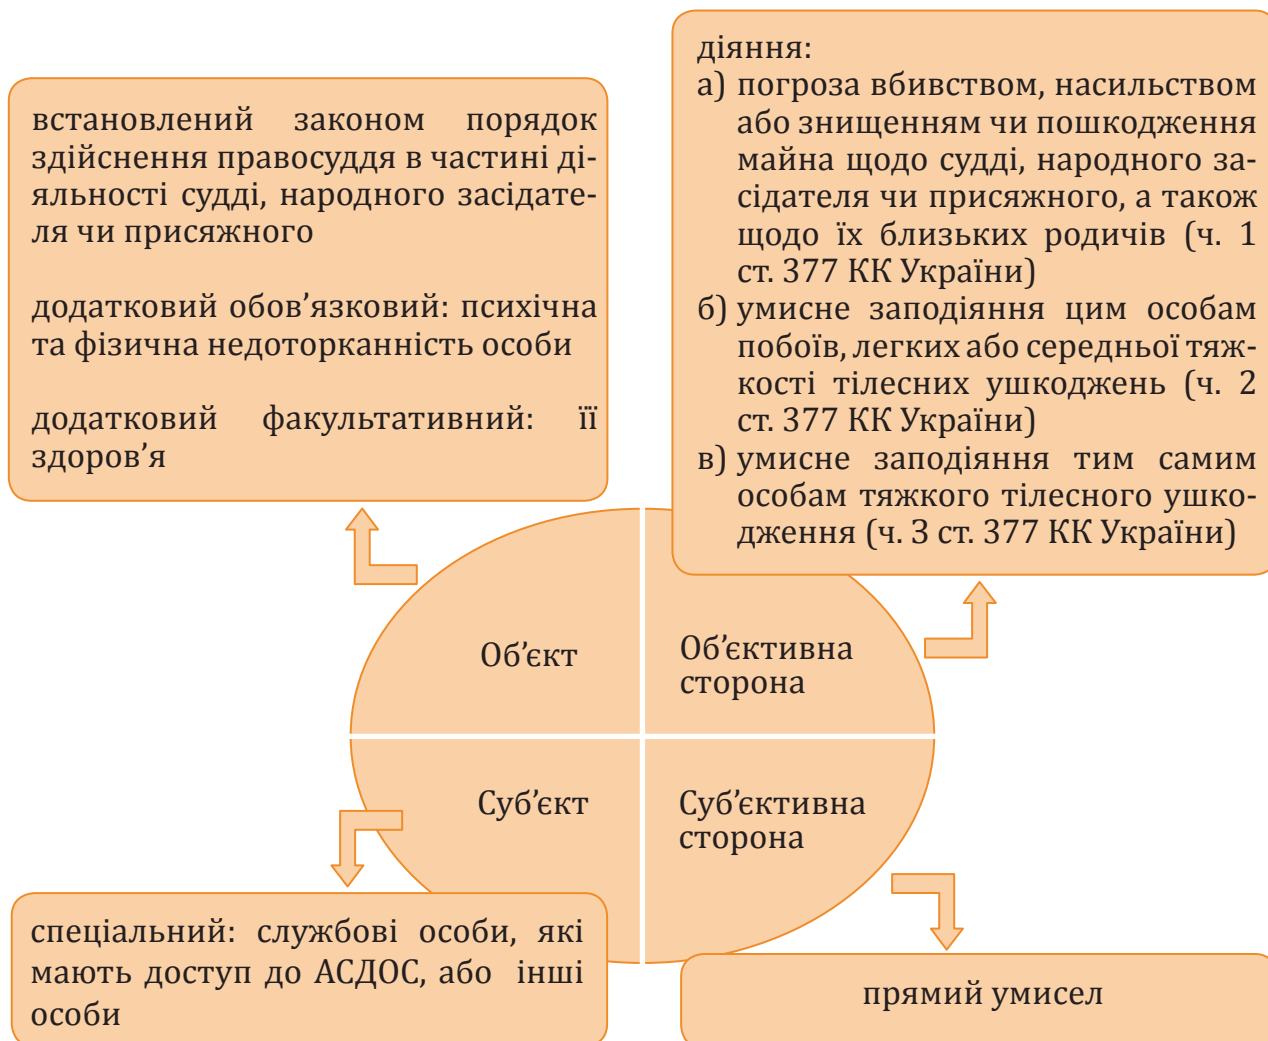 встановлений законом порядок
здійснення правосуддя в частині ді-
яльності судді, народного засідате-
ля чи присяжного
додатковий обов’язковий: психічна
та фізична недоторканність особи
додатковий факультативний: її
здоров’я
діяння:
а) погроза вбивством, насильством
або знищенням чи пошкодження
майна щодо судді, народного за-
сідателя чи присяжного, а також
щодо їх близьких родичів (ч. 1
ст. 377 КК України)
б) умисне заподіяння цим особам
побоїв, легких або середньої тяж-
кості тілесних ушкоджень (ч. 2
ст. 377 КК України)
в) умисне заподіяння тим самим
особам тяжкого тілесного ушко-
дження (ч. 3 ст. 377 КК України)
Об’єкт
Об’єктивна
сторона
Суб’єкт
Суб’єктивна
сторона
спеціальний: службові особи, які
мають доступ до АСДОС, або інші
особи
прямий умисел